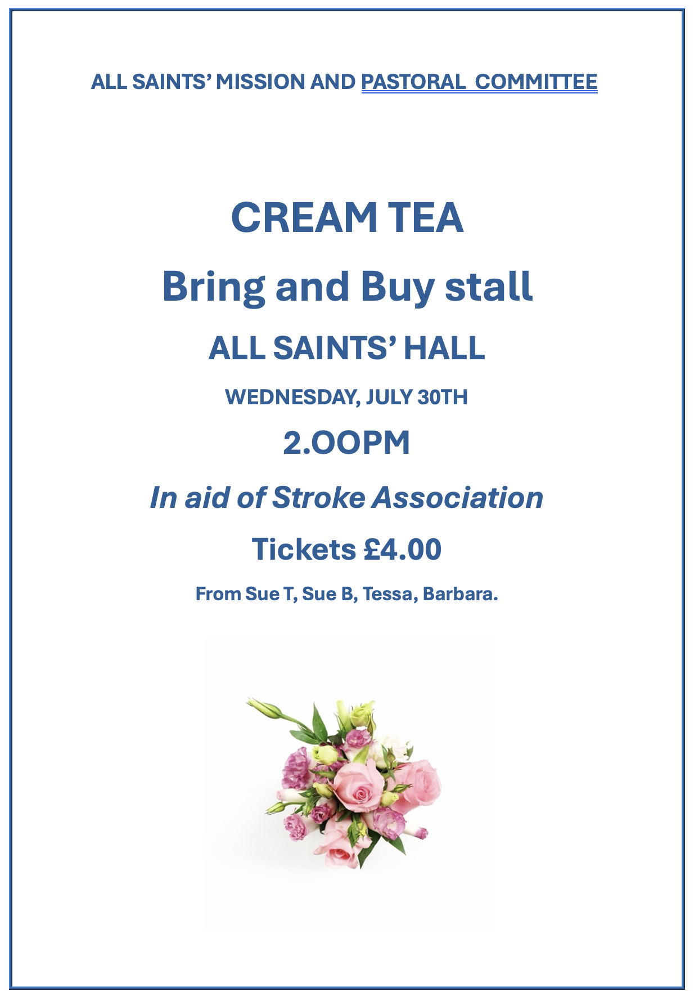 ALL SAINTS’ MISSION AND PASTORAL  COMMITTEE
CREAM TEA
Bring and Buy stall
ALL SAINTS’ HALL
WEDNESDAY, JULY 30TH
2.OOPM
In aid of Stroke Association
Tickets £4.00
From Sue T, Sue B, Tessa, Barbara.